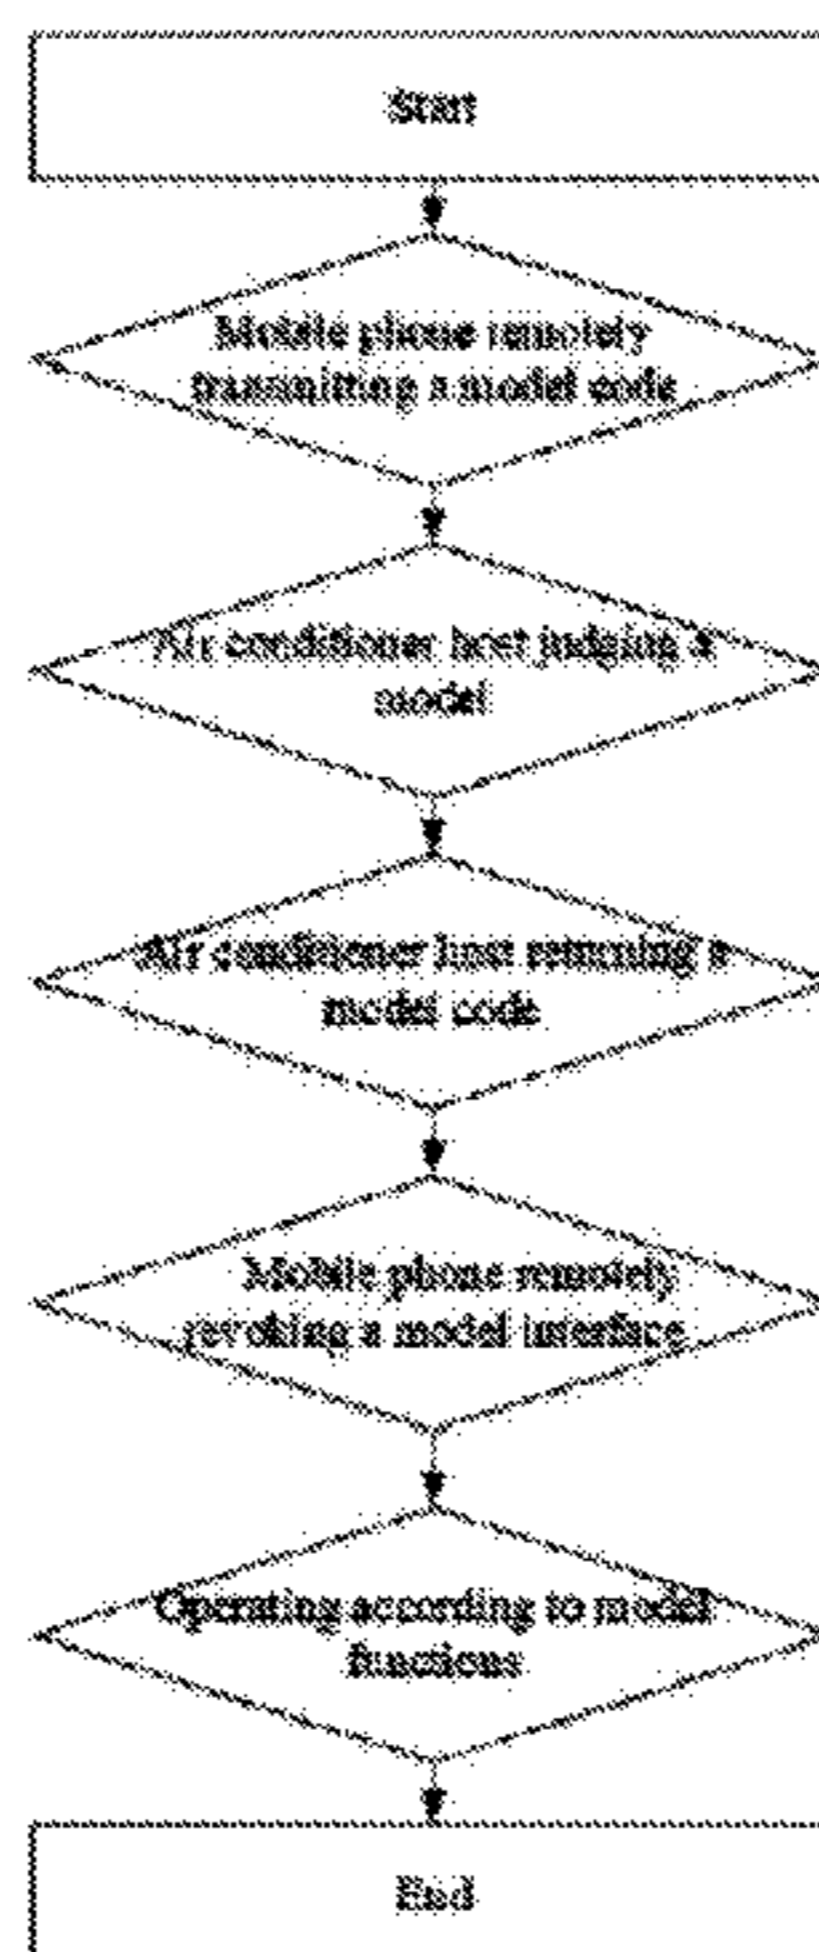 Start
Mobile phone remotely
transmitting a model code
Air conditioner host judging a
model
Air conditioner host returning a
model code
Mobile phone remotely
revoking a model interface
Operating according to model
functions
End